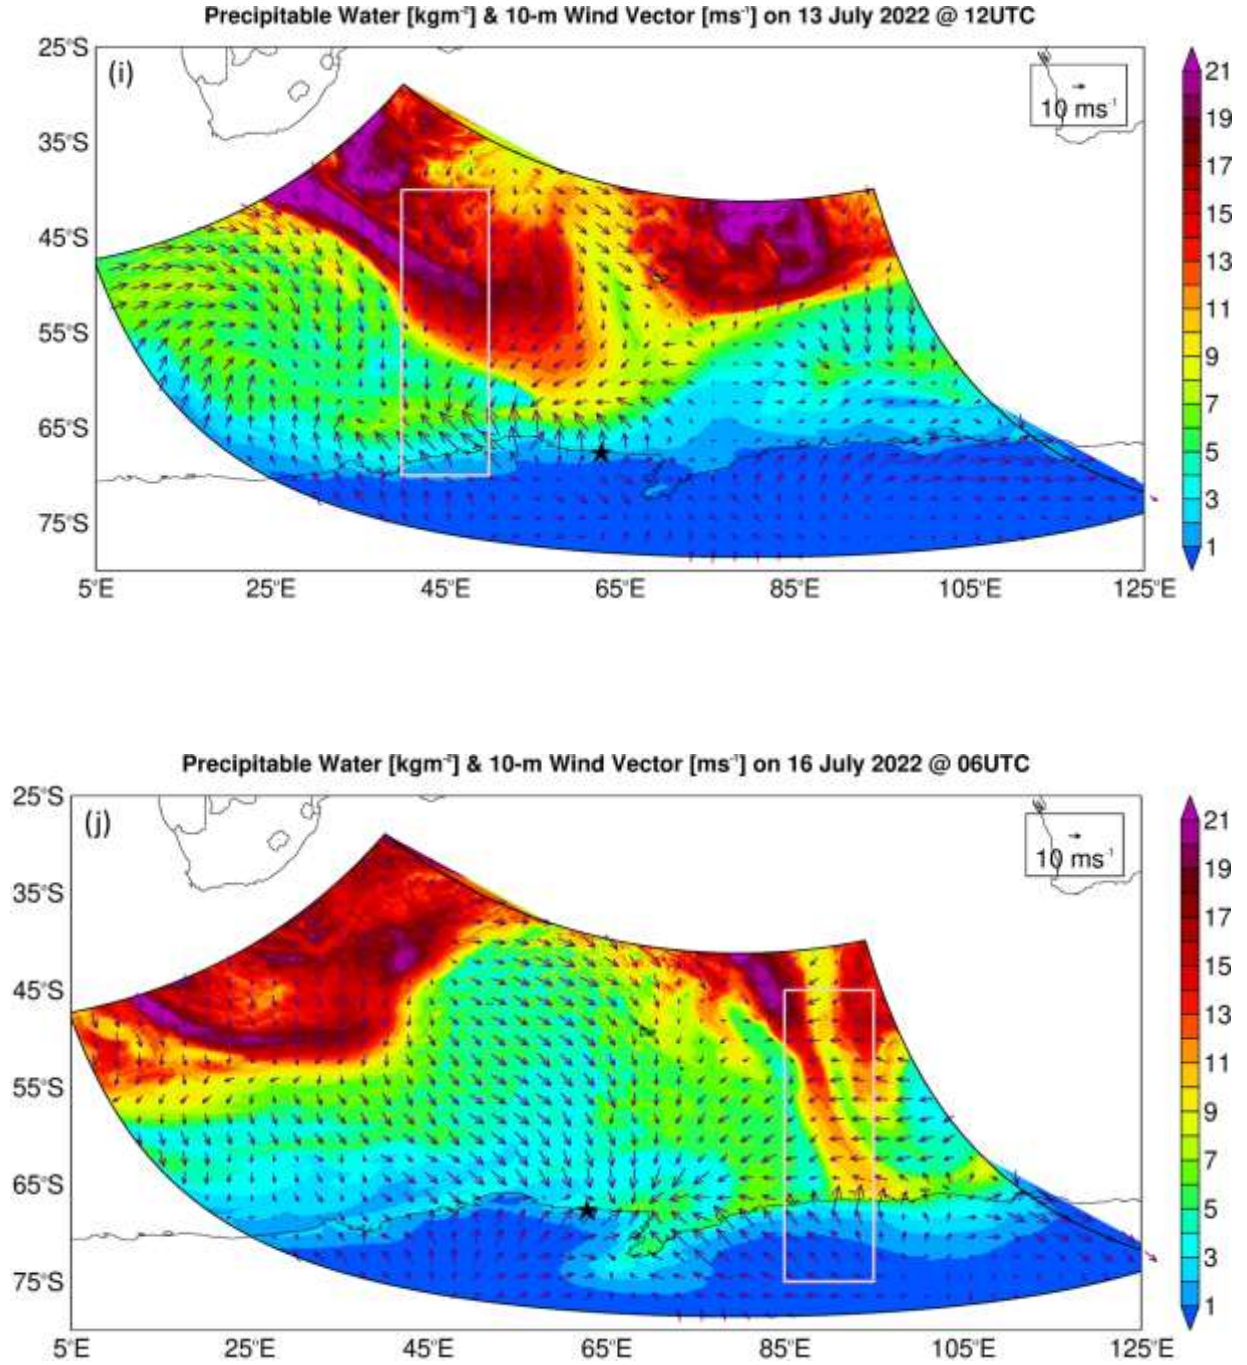 Precipitable Water [kgm⁻²] & 10-m Wind Vector [ms⁻¹] on 13 July 2022 @ 12UTC
(i)
25°S
35°S
45°S
55°S
65°S
75°S
5°E 25°E 45°E 65°E 85°E 105°E 125°E
10 ms⁻¹
21
19
17
15
13
11
9
7
5
3
1
Precipitable Water [kgm⁻²] & 10-m Wind Vector [ms⁻¹] on 16 July 2022 @ 06UTC
(j)
25°S
35°S
45°S
55°S
65°S
75°S
5°E 25°E 45°E 65°E 85°E 105°E 125°E
10 ms⁻¹
21
19
17
15
13
11
9
7
5
3
1